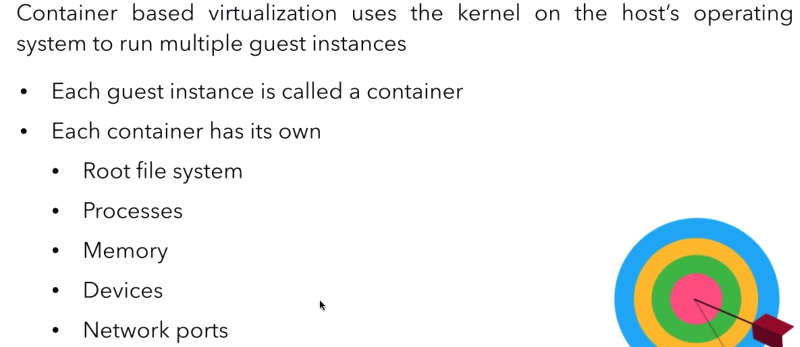 Container based virtualization uses the kernel on the host's operating
system to run multiple guest instances
• Each guest instance is called a container
• Each container has its own
• Root file system
• Processes
• Memory
• Devices
• Network ports